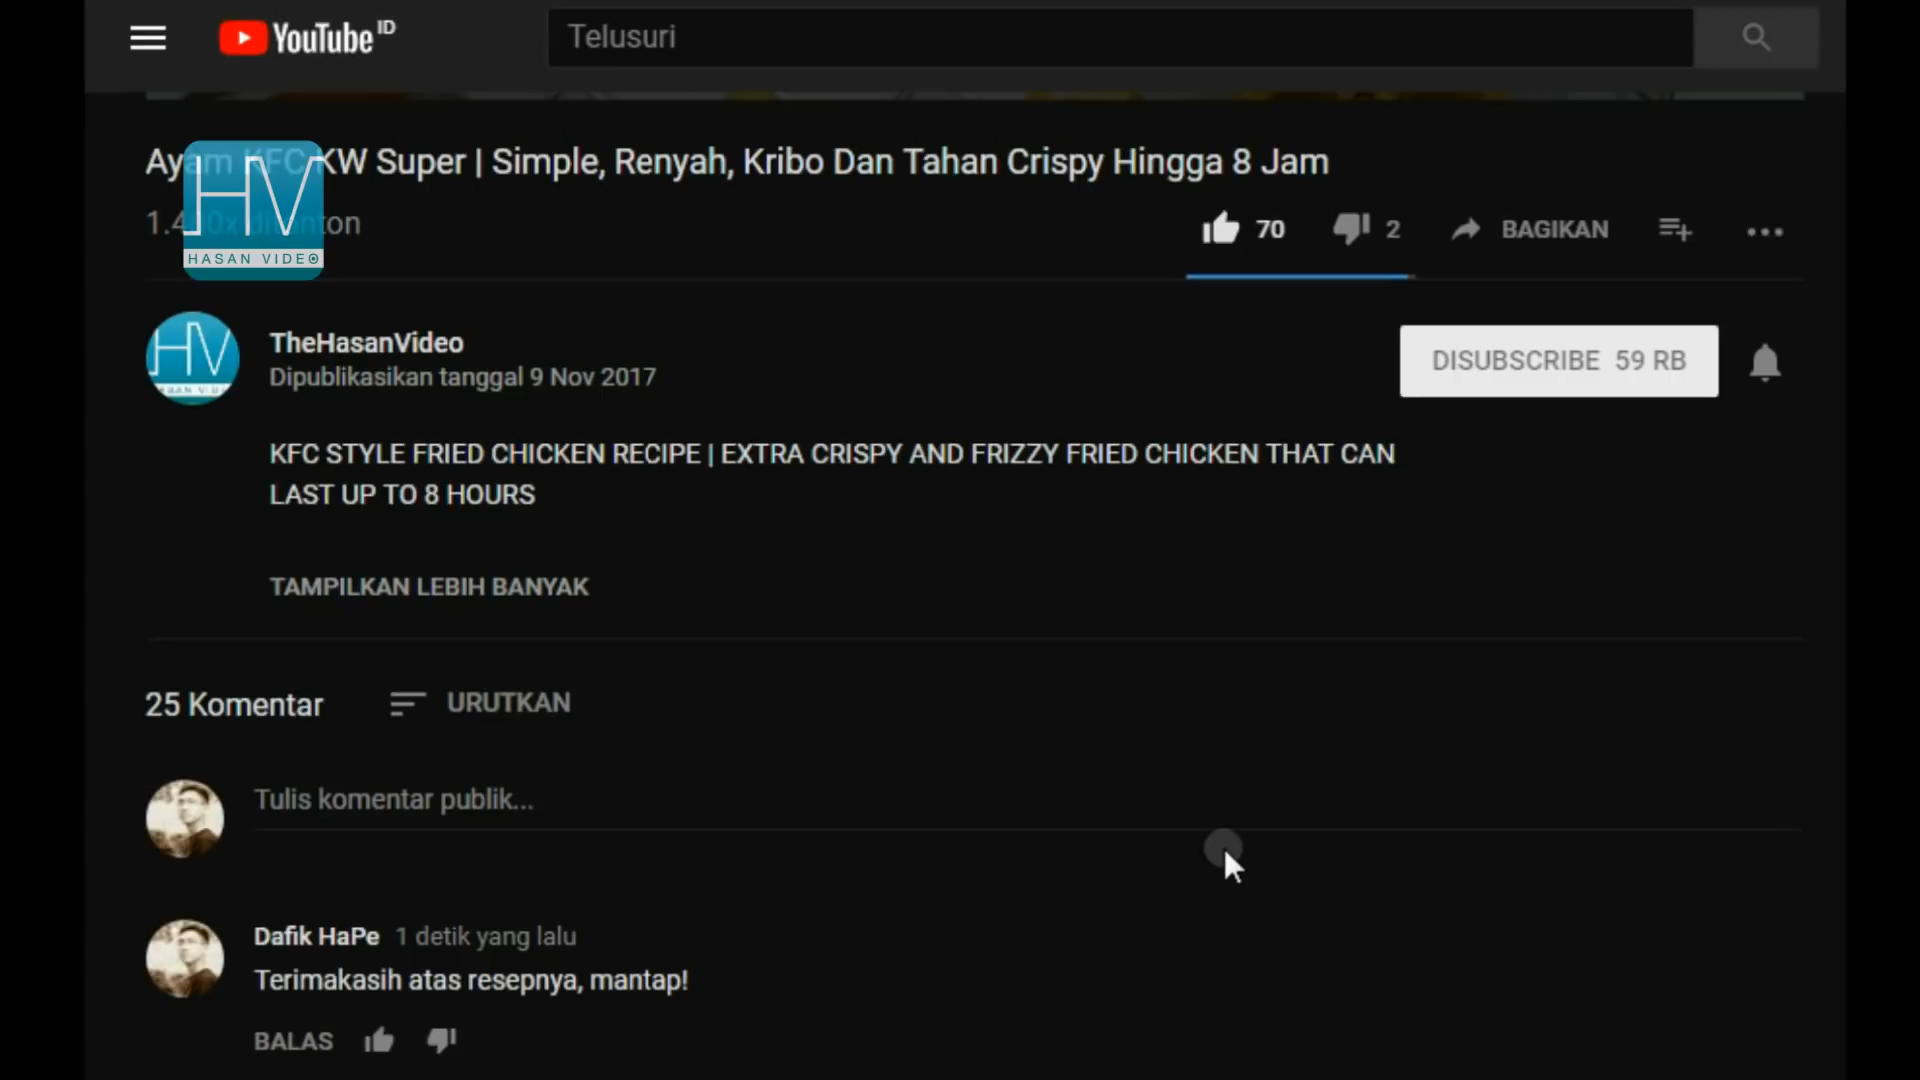 YouTube ID
Telusuri
Ayam KFC KW Super | Simple, Renyah, Kribo Dan Tahan Crispy Hingga 8 Jam
HV
HASAN VIDEO
ditonton
70
2
BAGIKAN
HV
TheHasanVideo
Dipublikasikan tanggal 9 Nov 2017
DISUBSCRIBE 59 RB
KFC STYLE FRIED CHICKEN RECIPE | EXTRA CRISPY AND FRIZZY FRIED CHICKEN THAT CAN
LAST UP TO 8 HOURS
TAMPILKAN LEBIH BANYAK
25 Komentar
URUTKAN
Tulis komentar publik...
Dafik HaPe 1 detik yang lalu
Terimakasih atas resepnya, mantap!
BALAS